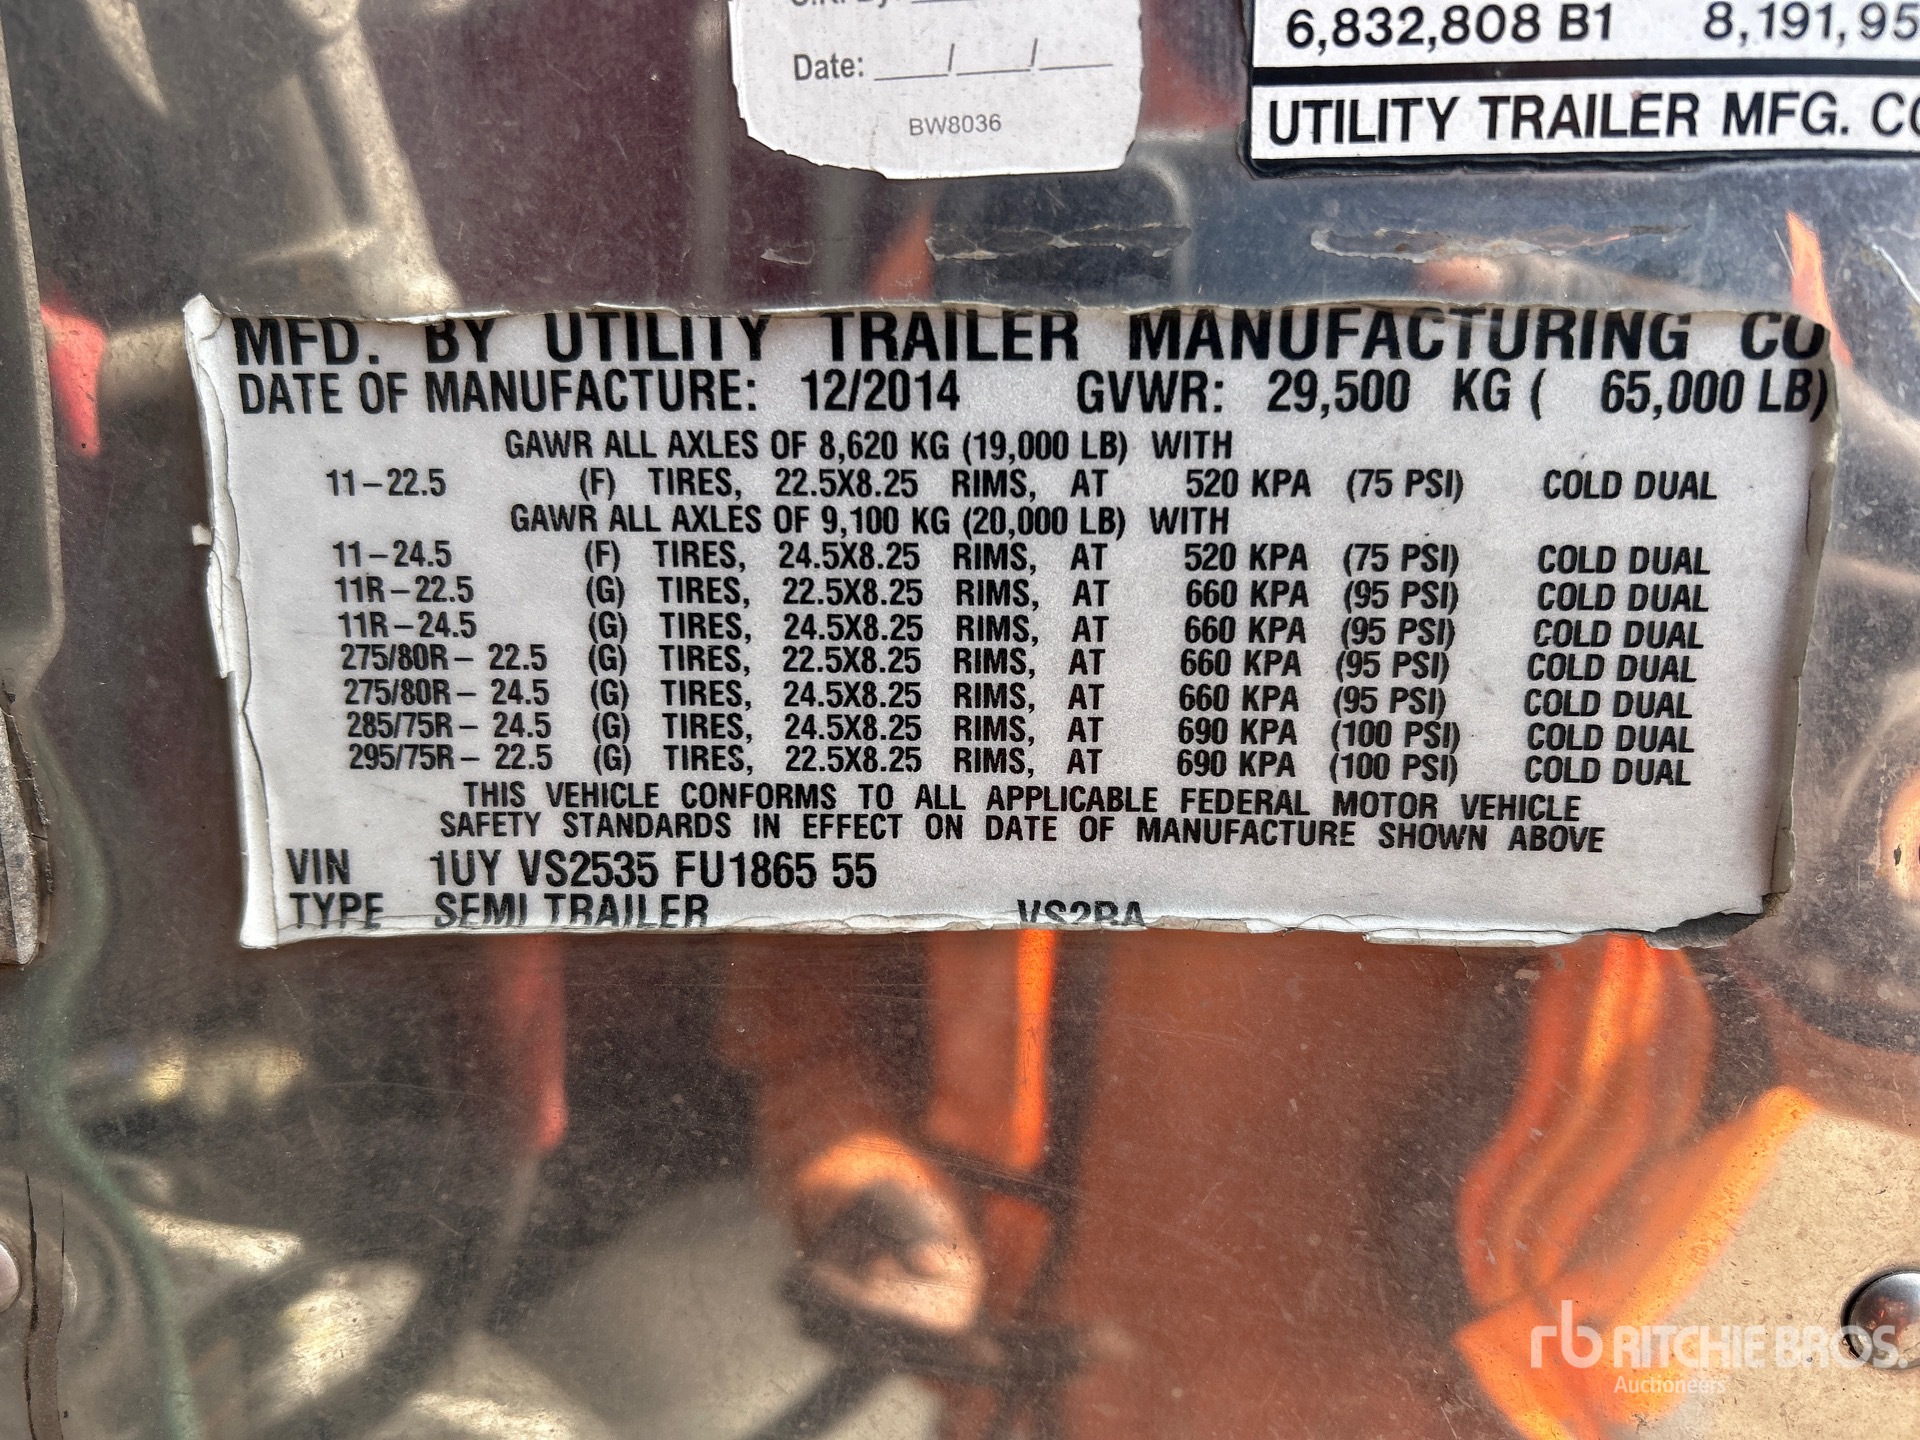 Date: ___/___/___
BW8036
6,832,808 B1 8,191,95
UTILITY TRAILER MFG. CO
MFD. BY UTILITY TRAILER MANUFACTURING CO
DATE OF MANUFACTURE: 12/2014 GVWR: 29,500 KG ( 65,000 LB)
GAWR ALL AXLES OF 8,620 KG (19,000 LB) WITH
11-22.5 (F) TIRES, 22.5X8.25 RIMS, AT 520 KPA (75 PSI) COLD DUAL
GAWR ALL AXLES OF 9,100 KG (20,000 LB) WITH
11-24.5 (F) TIRES, 24.5X8.25 RIMS, AT 520 KPA (75 PSI) COLD DUAL
11R-22.5 (G) TIRES, 22.5X8.25 RIMS, AT 660 KPA (95 PSI) COLD DUAL
11R-24.5 (G) TIRES, 24.5X8.25 RIMS, AT 660 KPA (95 PSI) COLD DUAL
275/80R- 22.5 (G) TIRES, 22.5X8.25 RIMS, AT 660 KPA (95 PSI) COLD DUAL
275/80R- 24.5 (G) TIRES, 24.5X8.25 RIMS, AT 660 KPA (95 PSI) COLD DUAL
285/75R- 24.5 (G) TIRES, 24.5X8.25 RIMS, AT 690 KPA (100 PSI) COLD DUAL
295/75R- 22.5 (G) TIRES, 22.5X8.25 RIMS, AT 690 KPA (100 PSI) COLD DUAL
THIS VEHICLE CONFORMS TO ALL APPLICABLE FEDERAL MOTOR VEHICLE
SAFETY STANDARDS IN EFFECT ON DATE OF MANUFACTURE SHOWN ABOVE
VIN 1UY VS2535 FU1865 55
TYPE SEMI TRAILER VS2RA
rb RITCHIE BROS.
Auctioneers